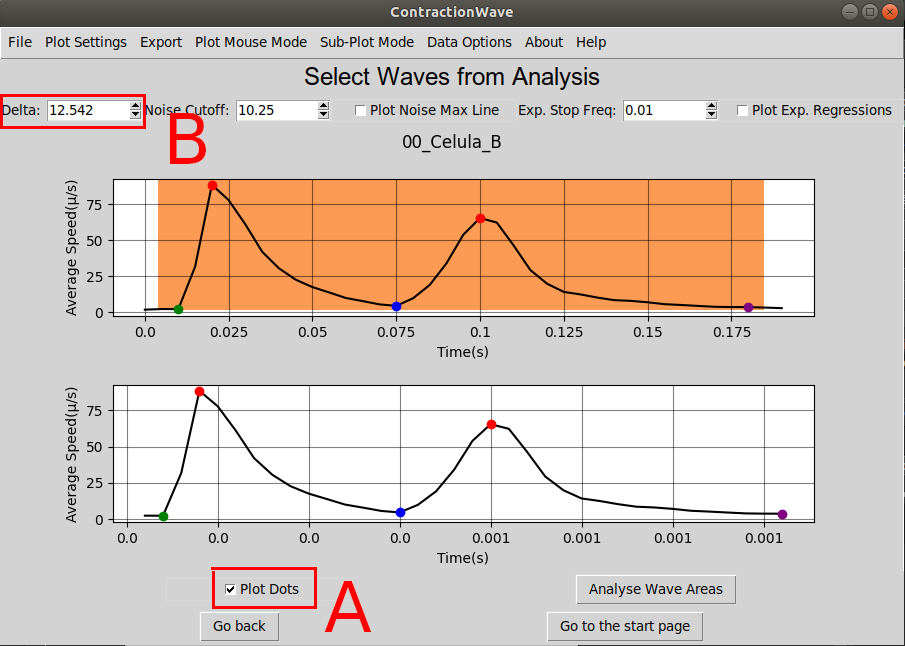 ContractionWave
File Plot Settings Export Plot Mouse Mode Sub-Plot Mode Data Options About Help
Select Waves from Analysis
Delta: 12.542 Noise Cutoff: 10.25 Plot Noise Max Line Exp. Stop Freq: 0.01 Plot Exp. Regressions
B
00_Celula_B
Average Speed(μ/s)
75
50
25
0
0.0 0.025 0.05 0.075 0.1 0.125 0.15 0.175
Time(s)
Average Speed(μ/s)
75
50
25
0
0.0 0.0 0.0 0.0 0.001 0.001 0.001 0.001
Time(s)
Plot Dots Analyse Wave Areas
A
Go back Go to the start page